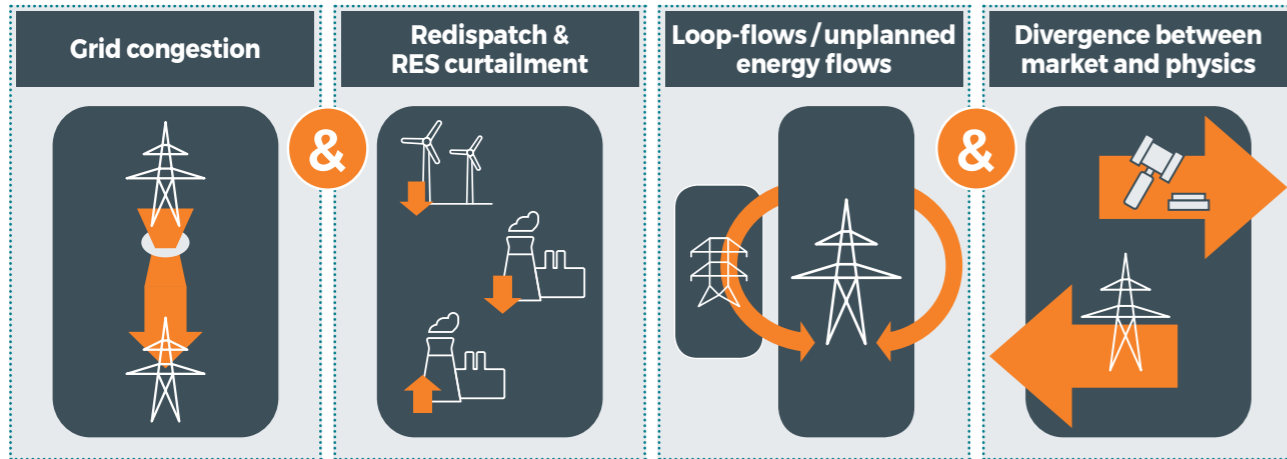 Grid congestion
Redispatch &
RES curtailment
Loop-flows / unplanned
energy flows
Divergence between
market and physics
&
&